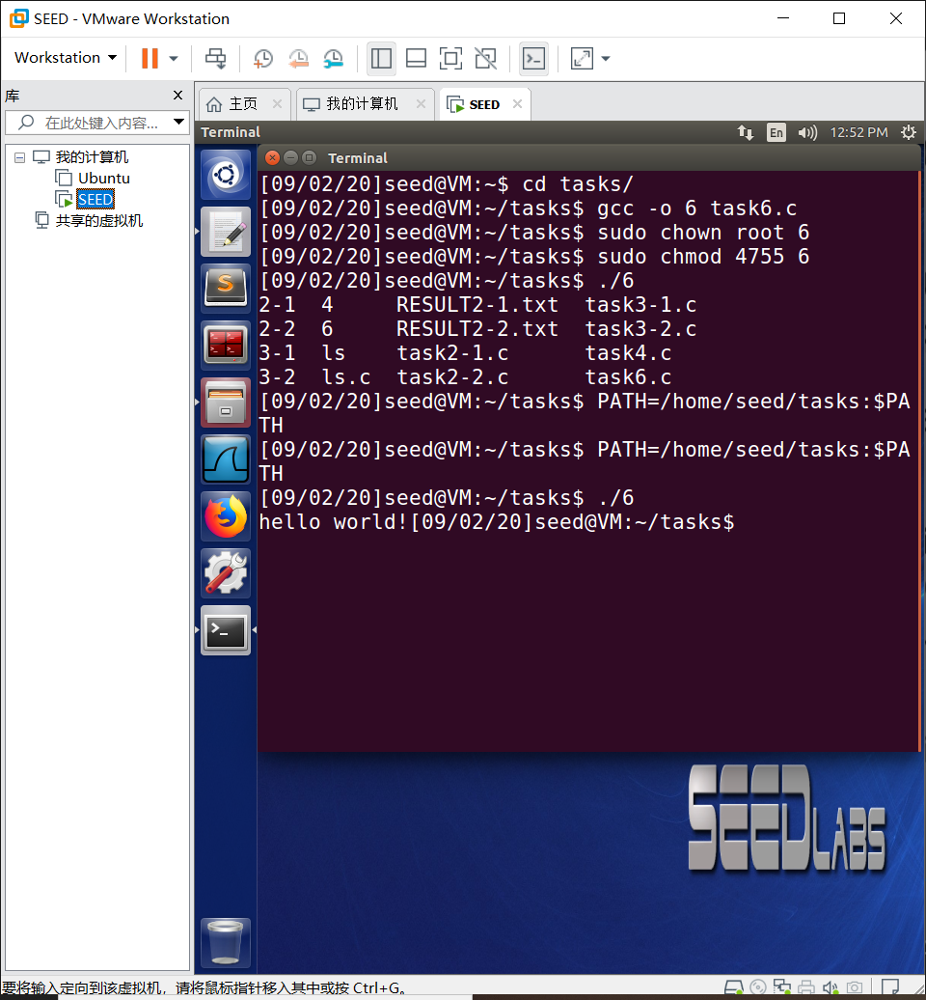 SEED - VMware Workstation
Workstation
库
主页
我的计算机
SEED
在此处键入内容...
Terminal
En
12:52 PM
我的计算机
Ubuntu
SEED
共享的虚拟机
Terminal
[09/02/20]seed@VM:~$ cd tasks/
[09/02/20]seed@VM:~/tasks$ gcc -o 6 task6.c
[09/02/20]seed@VM:~/tasks$ sudo chown root 6
[09/02/20]seed@VM:~/tasks$ sudo chmod 4755 6
[09/02/20]seed@VM:~/tasks$ ./6
2-1  4     RESULT2-1.txt  task3-1.c
2-2  6     RESULT2-2.txt  task3-2.c
3-1  ls    task2-1.c      task4.c
3-2  ls.c  task2-2.c      task6.c
[09/02/20]seed@VM:~/tasks$ PATH=/home/seed/tasks:$PA
TH
[09/02/20]seed@VM:~/tasks$ PATH=/home/seed/tasks:$PA
TH
[09/02/20]seed@VM:~/tasks$ ./6
hello world![09/02/20]seed@VM:~/tasks$
SEED LABS
要将输入定向到该虚拟机，请将鼠标指针移入其中或按 Ctrl+G。